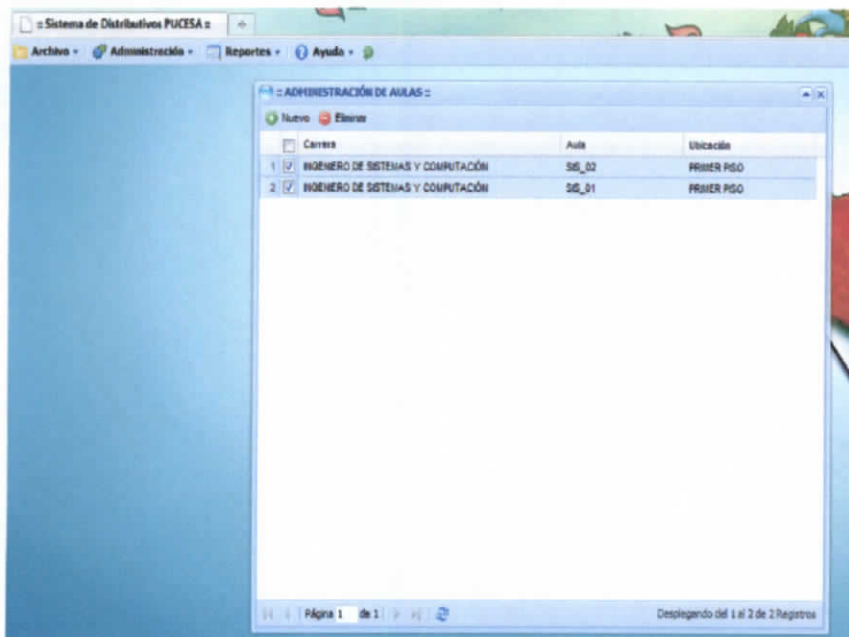 :: Sistema de Distributivos PUCESA ::
Archivo Administración Reportes Ayuda
:: ADMINISTRACIÓN DE AULAS ::
Nuevo Eliminar
Carrera Aula Ubicación
1 INGENIERO DE SISTEMAS Y COMPUTACIÓN SIS_02 PRIMER PISO
2 INGENIERO DE SISTEMAS Y COMPUTACIÓN SIS_01 PRIMER PISO
Página 1 de 1 Desplegando del 1 al 2 de 2 Registros